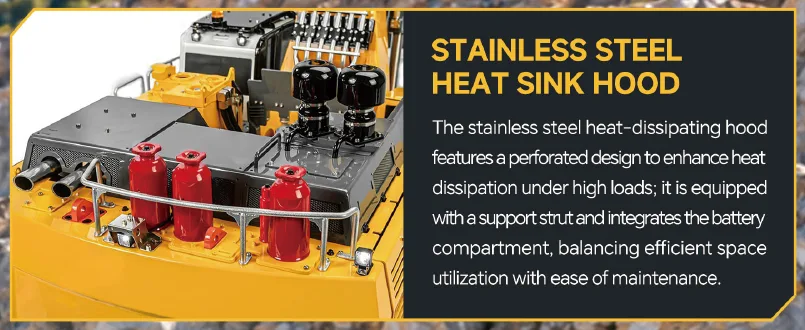 STAINLESS STEEL
HEAT SINK HOOD
The stainless steel heat-dissipating hood
features a perforated design to enhance heat
dissipation under high loads; it is equipped
with a support strut and integrates the battery
compartment, balancing efficient space
utilization with ease of maintenance.